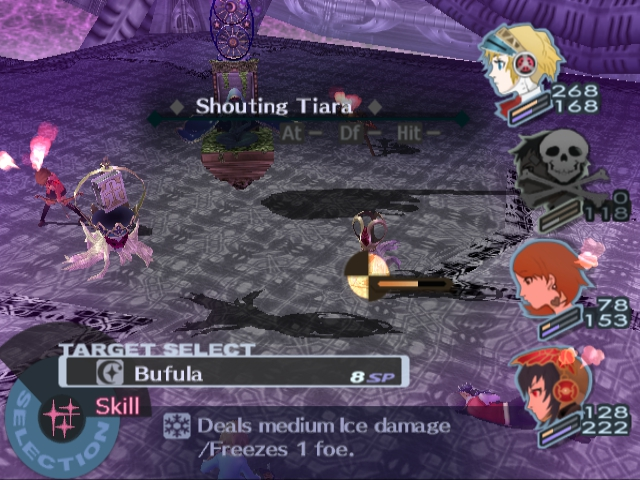 268
168
Shouting Tiara
At – Df – Hit –
0
118
78
153
TARGET SELECT
Bufula 8 SP
Skill
SELECTION
Deals medium Ice damage
/Freezes 1 foe.
128
222